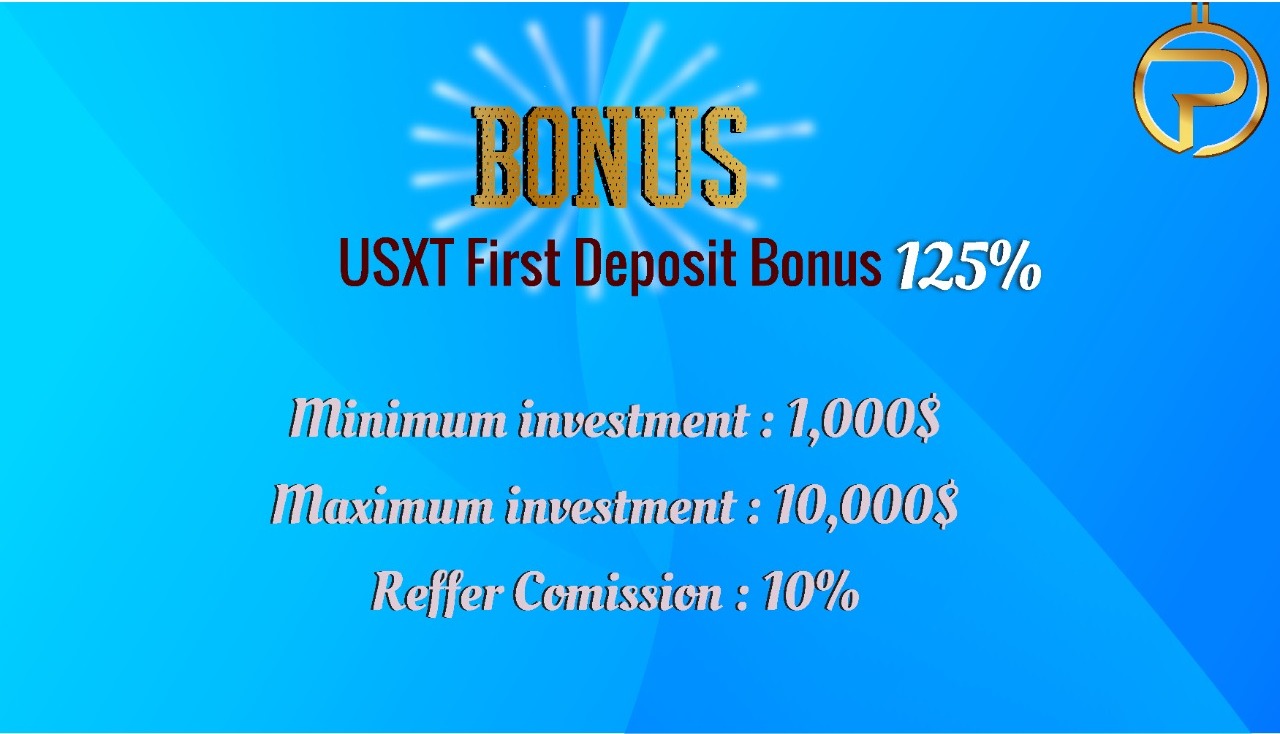 BONUS
USXT First Deposit Bonus 125%
Minimum investment : 1,000$
Maximum investment : 10,000$
Reffer Comission : 10%